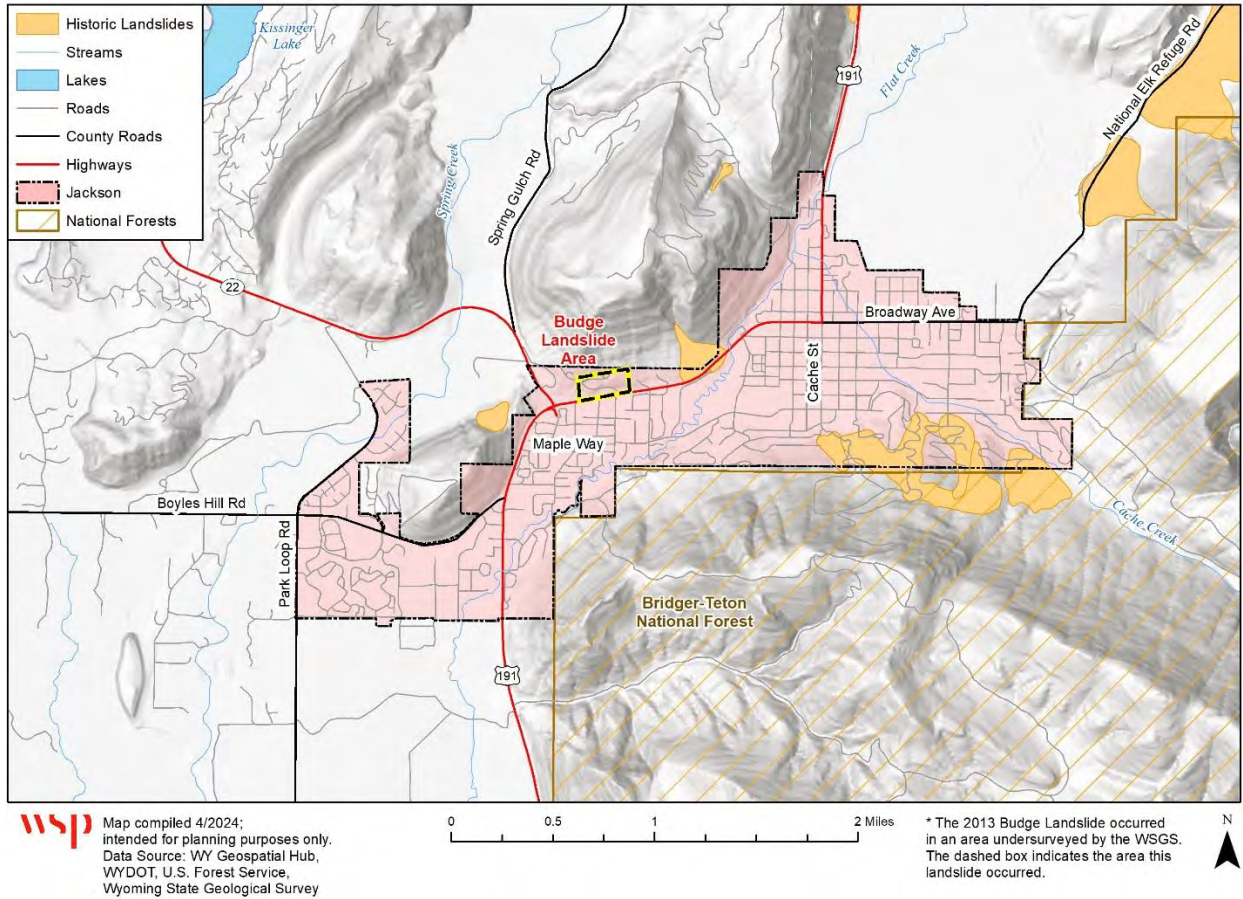 Historic Landslides
Streams
Lakes
Roads
County Roads
Highways
Jackson
National Forests
Kissinger
Lake
Spring Creek
Spring Gulch Rd
191
Flat Creek
National Elk Refuge Rd
22
Budge
Landslide
Area
Broadway Ave
Cache St
Maple Way
Boyles Hill Rd
Park Loop Rd
Cache Creek
Bridger-Teton
National Forest
191
wsp
Map compiled 4/2024;
intended for planning purposes only.
Data Source: WY Geospatial Hub,
WYDOT, U.S. Forest Service,
Wyoming State Geological Survey
0 0.5 1 2 Miles
* The 2013 Budge Landslide occurred
in an area undersurveyed by the WSGS.
The dashed box indicates the area this
landslide occurred.
N